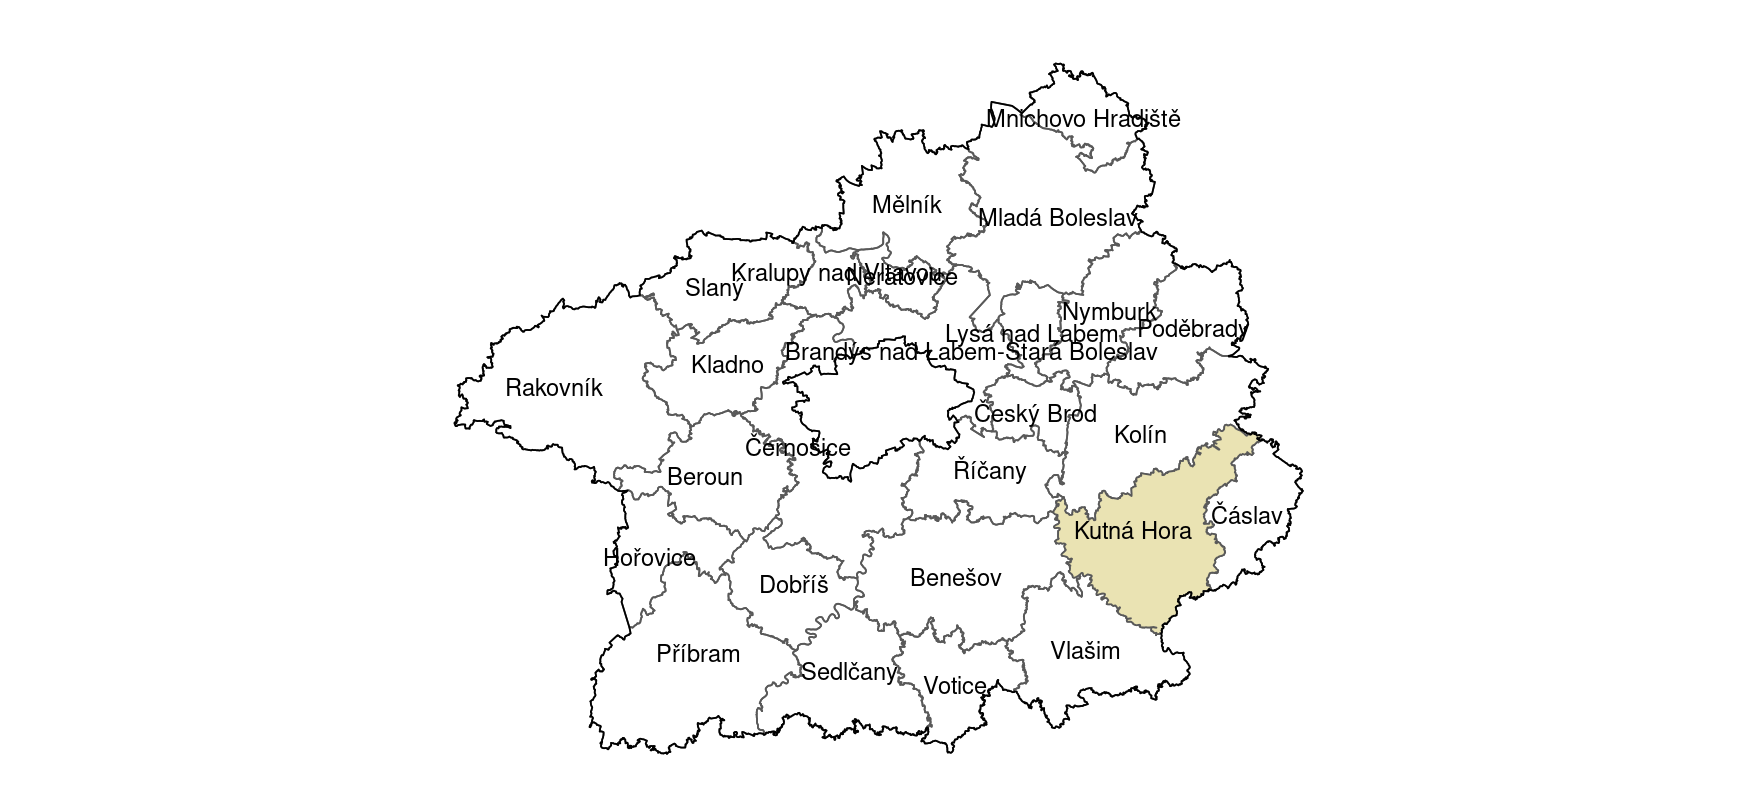 Mnichovo Hradiště
Mělník
Mladá Boleslav
Kralupy nad Vltavou
Neratovice
Slaný
Nymburk
Poděbrady
Lysá nad Labem
Brandýs nad Labem-Stará Boleslav
Kladno
Rakovník
Český Brod
Kolín
Černošice
Říčany
Beroun
Čáslav
Kutná Hora
Hořovice
Benešov
Dobříš
Vlašim
Příbram
Sedlčany
Votice